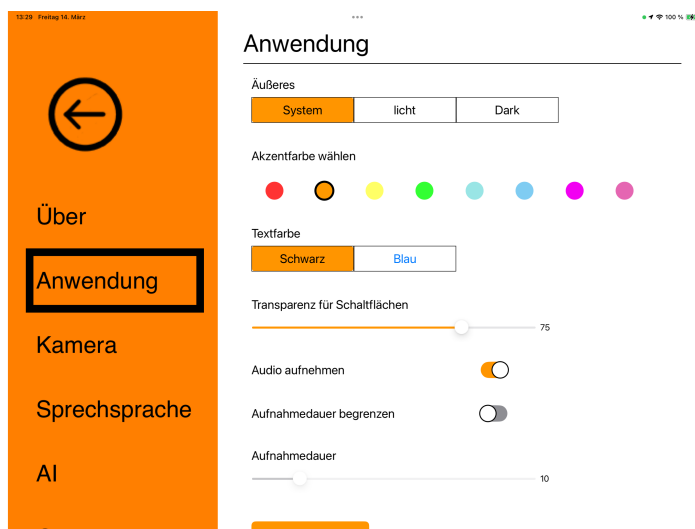 13:29 Freitag 14. März
100 %
Über
Anwendung
Kamera
Sprechsprache
AI
Anwendung
Äußeres
System licht Dark
Akzentfarbe wählen
Textfarbe
Schwarz Blau
Transparenz für Schaltflächen
75
Audio aufnehmen
Aufnahmedauer begrenzen
Aufnahmedauer
10